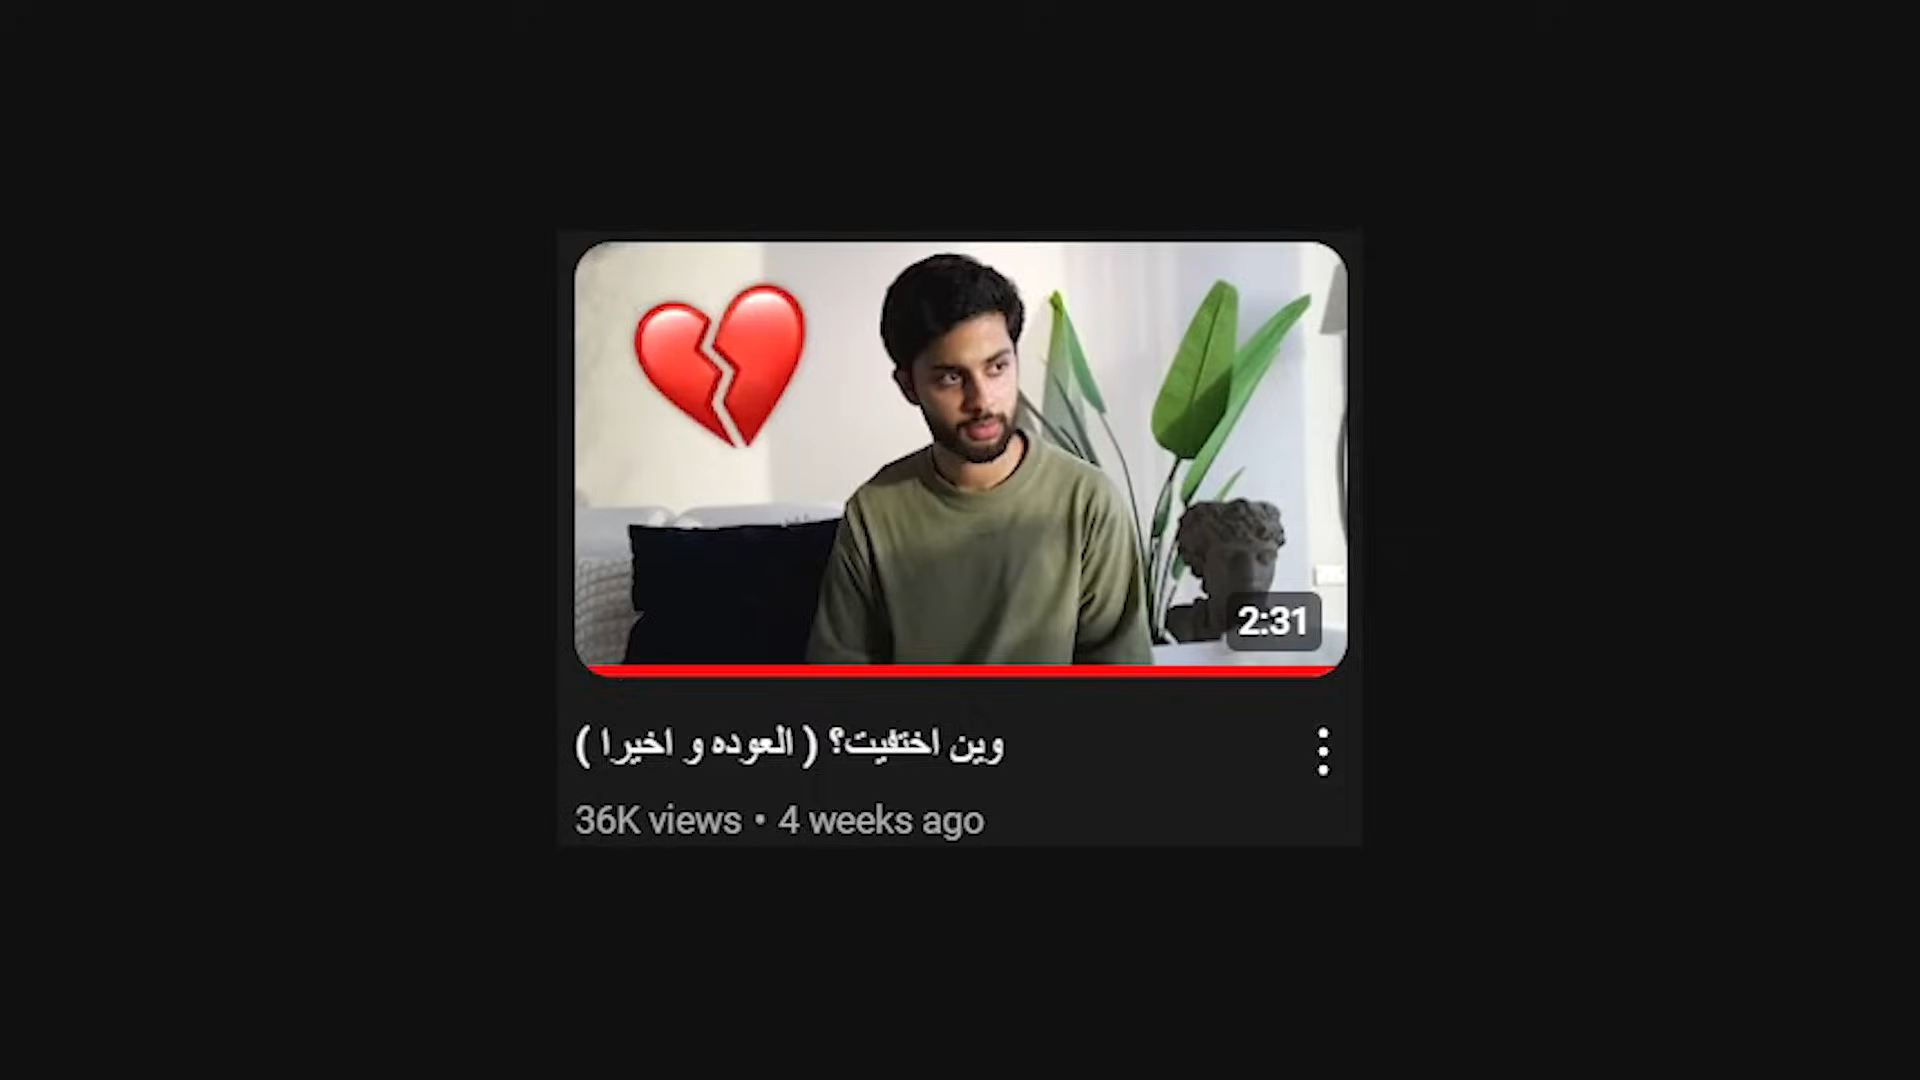 2:31
وين اختفيت؟ ( العوده و اخيرا )
36K views • 4 weeks ago